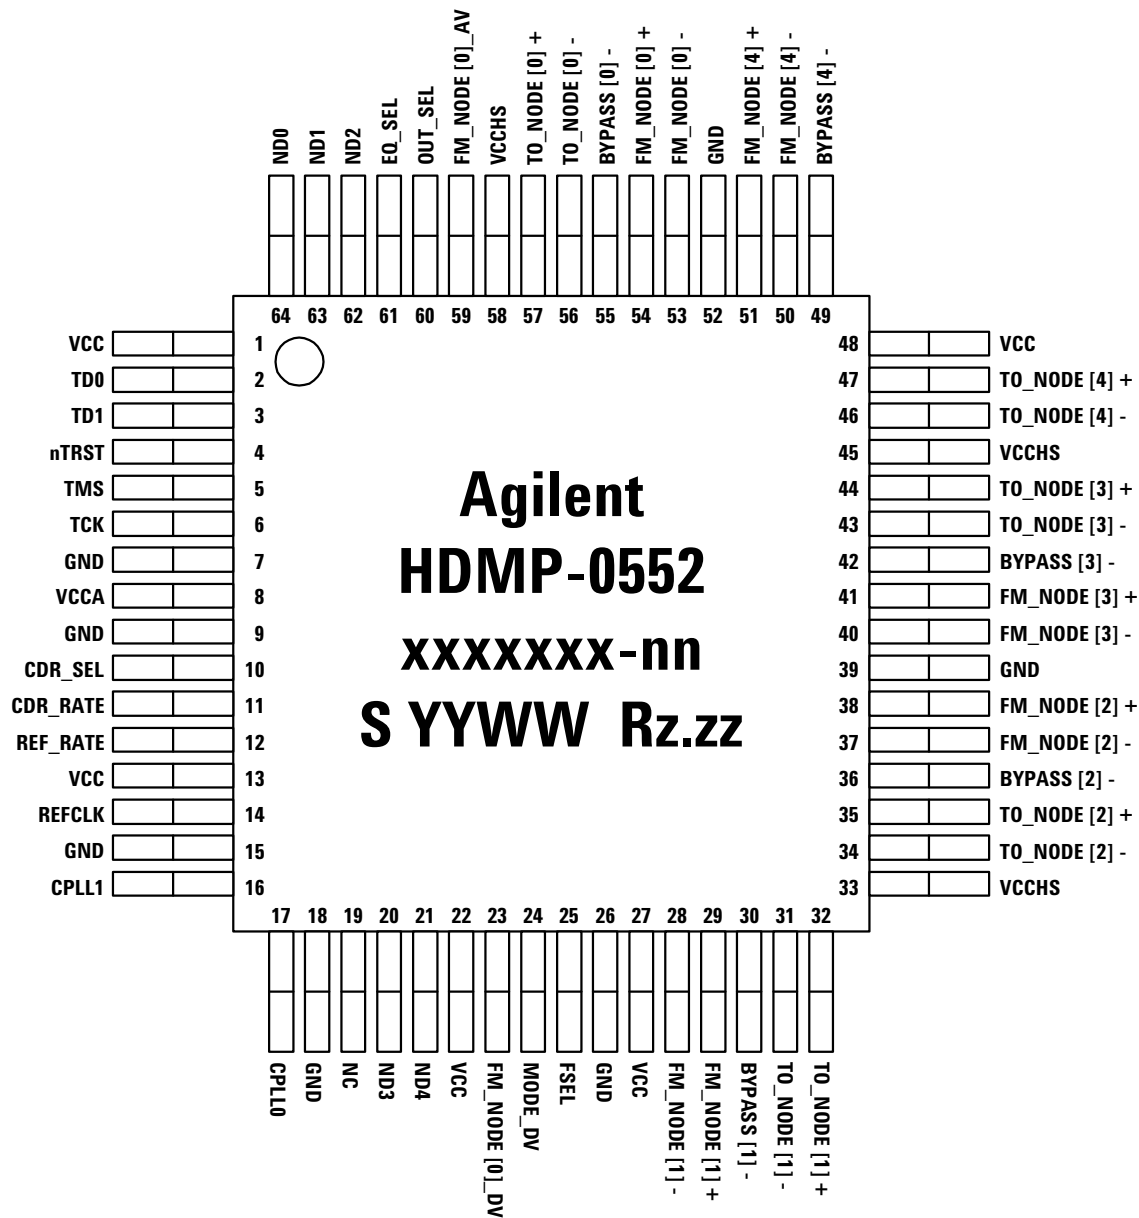 ND0
ND1
ND2
EQ_SEL
OUT_SEL
FM_NODE [0]_AV
VCCHS
TO_NODE [0] +
TO_NODE [0] -
BYPASS [0] -
FM_NODE [0] +
FM_NODE [0] -
GND
FM_NODE [4] +
FM_NODE [4] -
BYPASS [4] -
64 63 62 61 60 59 58 57 56 55 54 53 52 51 50 49
VCC 1
TD0 2
TD1 3
nTRST 4
TMS 5
TCK 6
GND 7
VCCA 8
GND 9
CDR_SEL 10
CDR_RATE 11
REF_RATE 12
VCC 13
REFCLK 14
GND 15
CPLL1 16
Agilent
HDMP-0552
xxxxxxx-nn
S YYWW Rz.zz
48 VCC
47 TO_NODE [4] +
46 TO_NODE [4] -
45 VCCHS
44 TO_NODE [3] +
43 TO_NODE [3] -
42 BYPASS [3] -
41 FM_NODE [3] +
40 FM_NODE [3] -
39 GND
38 FM_NODE [2] +
37 FM_NODE [2] -
36 BYPASS [2] -
35 TO_NODE [2] +
34 TO_NODE [2] -
33 VCCHS
17 18 19 20 21 22 23 24 25 26 27 28 29 30 31 32
CPLL0
GND
NC
ND3
ND4
VCC
FM_NODE [0]_DV
MODE_DV
FSEL
GND
VCC
FM_NODE [1] -
FM_NODE [1] +
BYPASS [1] -
TO_NODE [1] -
TO_NODE [1] +